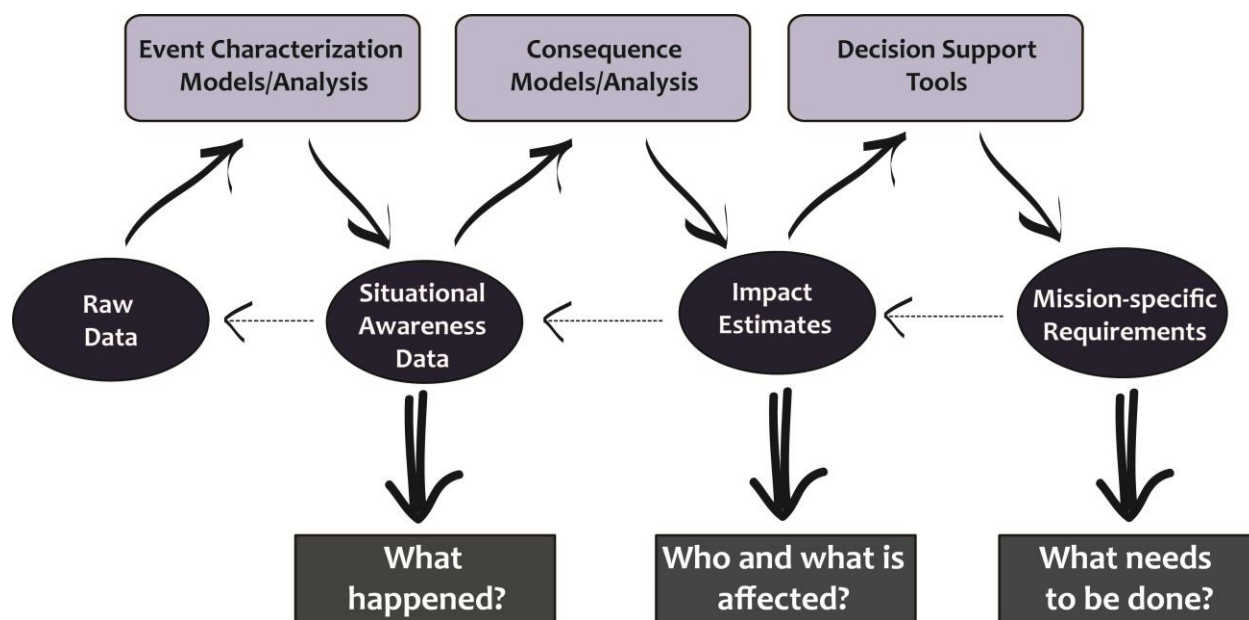 Event Characterization
Models/Analysis
Consequence
Models/Analysis
Decision Support
Tools
Raw
Data
Situational
Awareness
Data
Impact
Estimates
Mission-specific
Requirements
What
happened?
Who and what is
affected?
What needs
to be done?